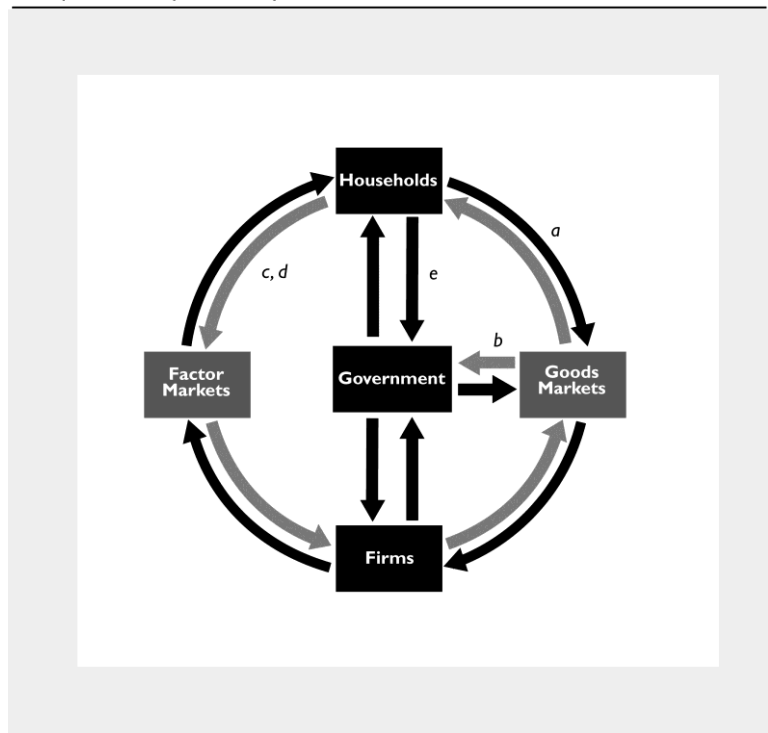 Households
a
c, d
e
b
Factor
Markets
Government
Goods
Markets
Firms